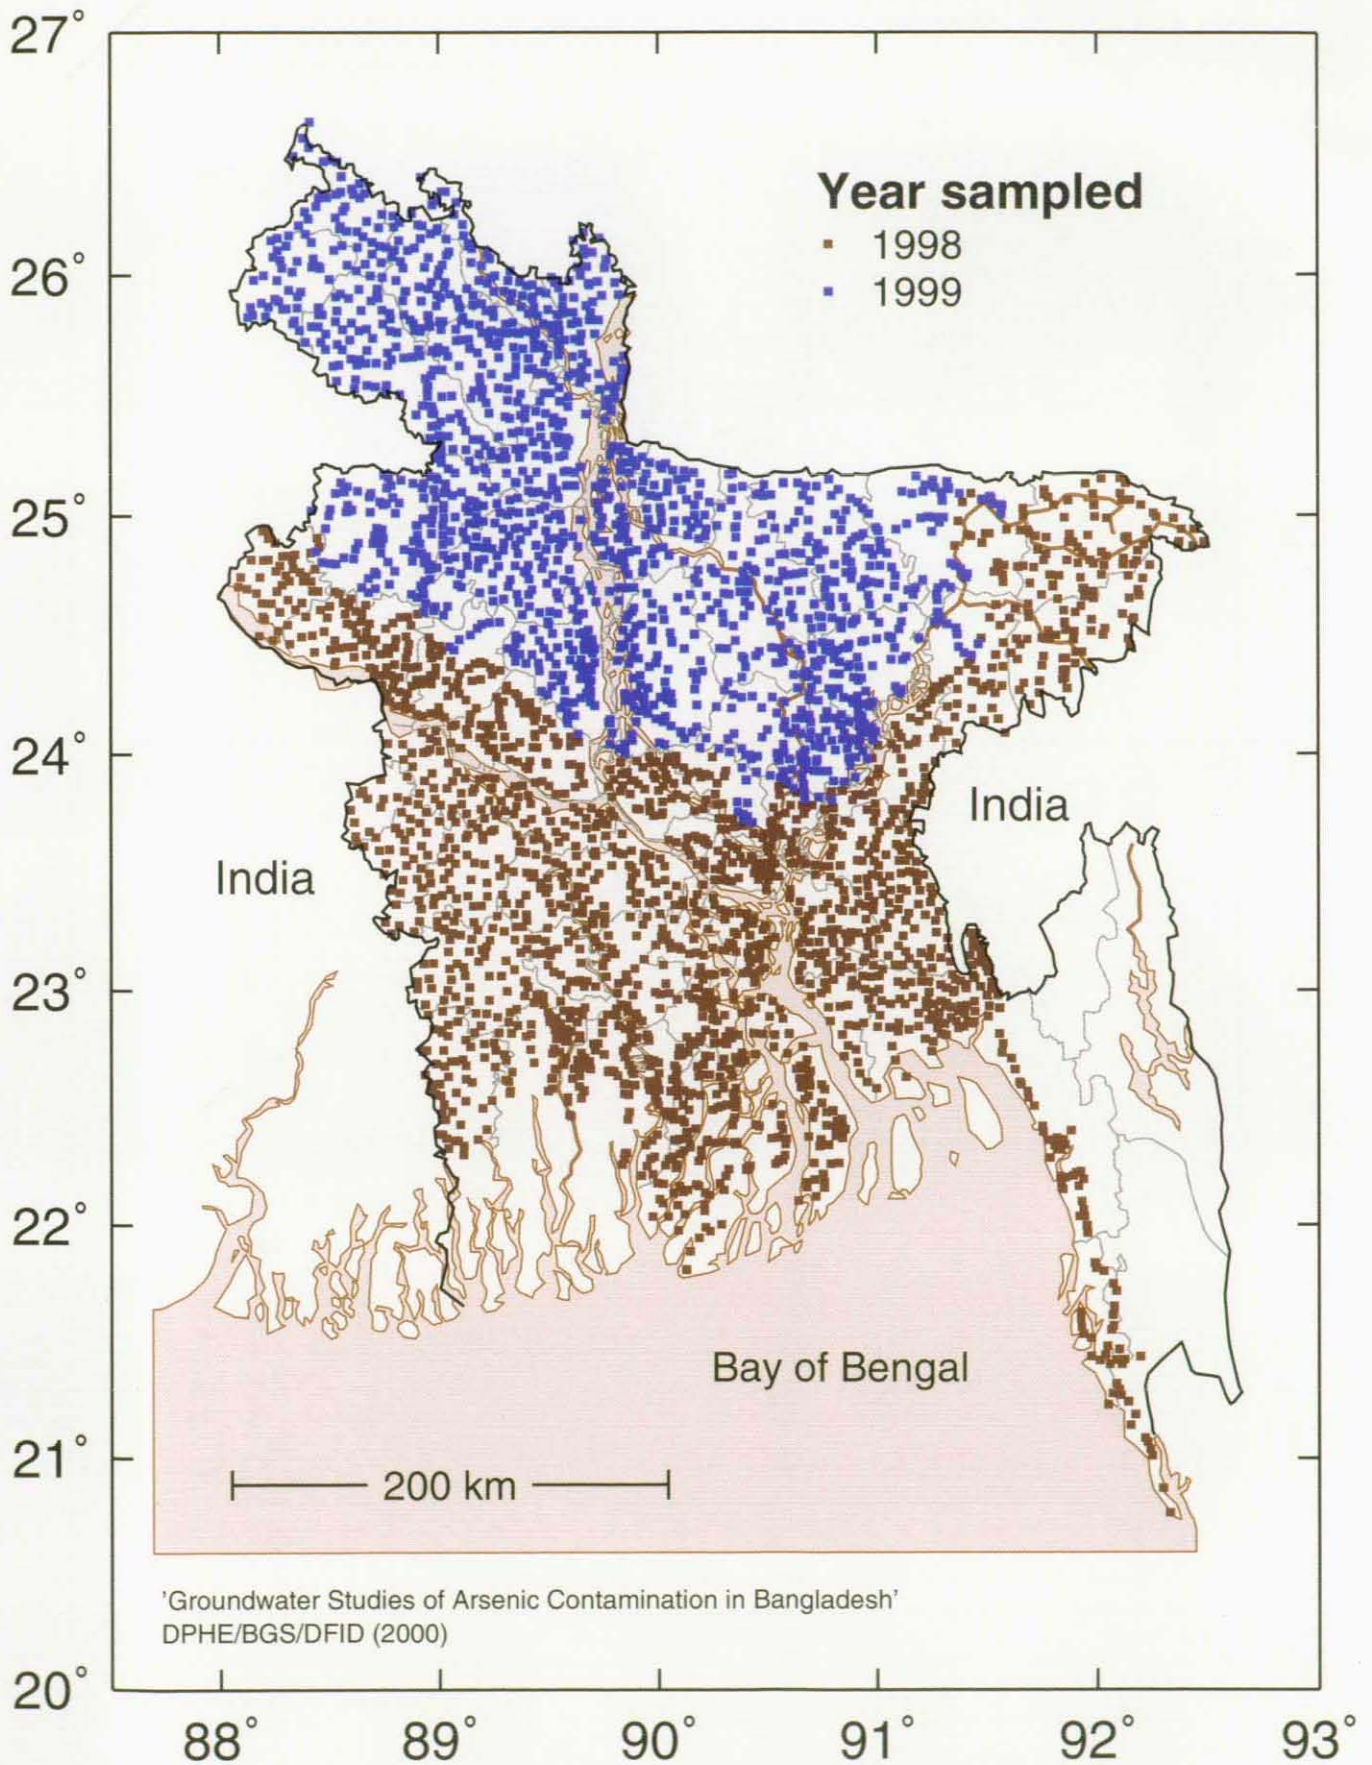 27°
Year sampled
1998
1999
26°
25°
24°
India
India
23°
22°
Bay of Bengal
21°
200 km
'Groundwater Studies of Arsenic Contamination in Bangladesh'
DPHE/BGS/DFID (2000)
20°
88° 89° 90° 91° 92° 93°